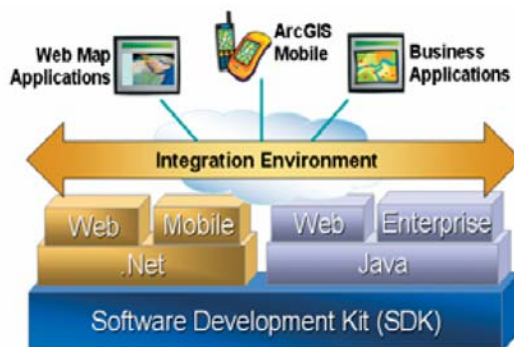 Web Map
Applications
ArcGIS
Mobile
Business
Applications
Integration Environment
Web
Mobile
Web
Enterprise
.Net
Java
Software Development Kit (SDK)